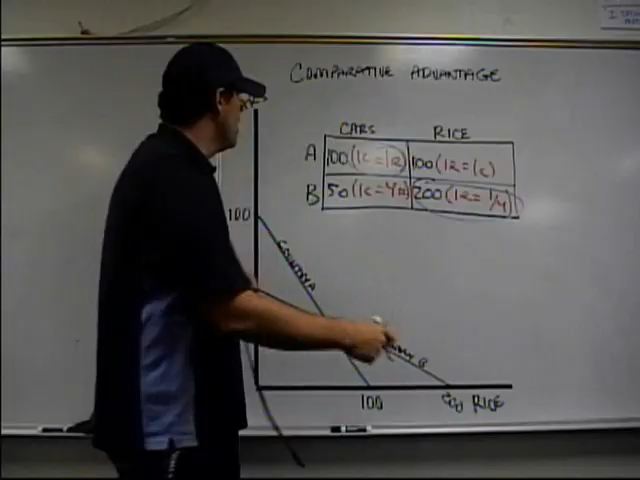 COMPARATIVE ADVANTAGE
CARS RICE
A 100 (1C=1R) 100 (1R=1C)
B 50 (1C=4R) 200 (1R=1/4)
100
COUNTRY A
B
100 RICE